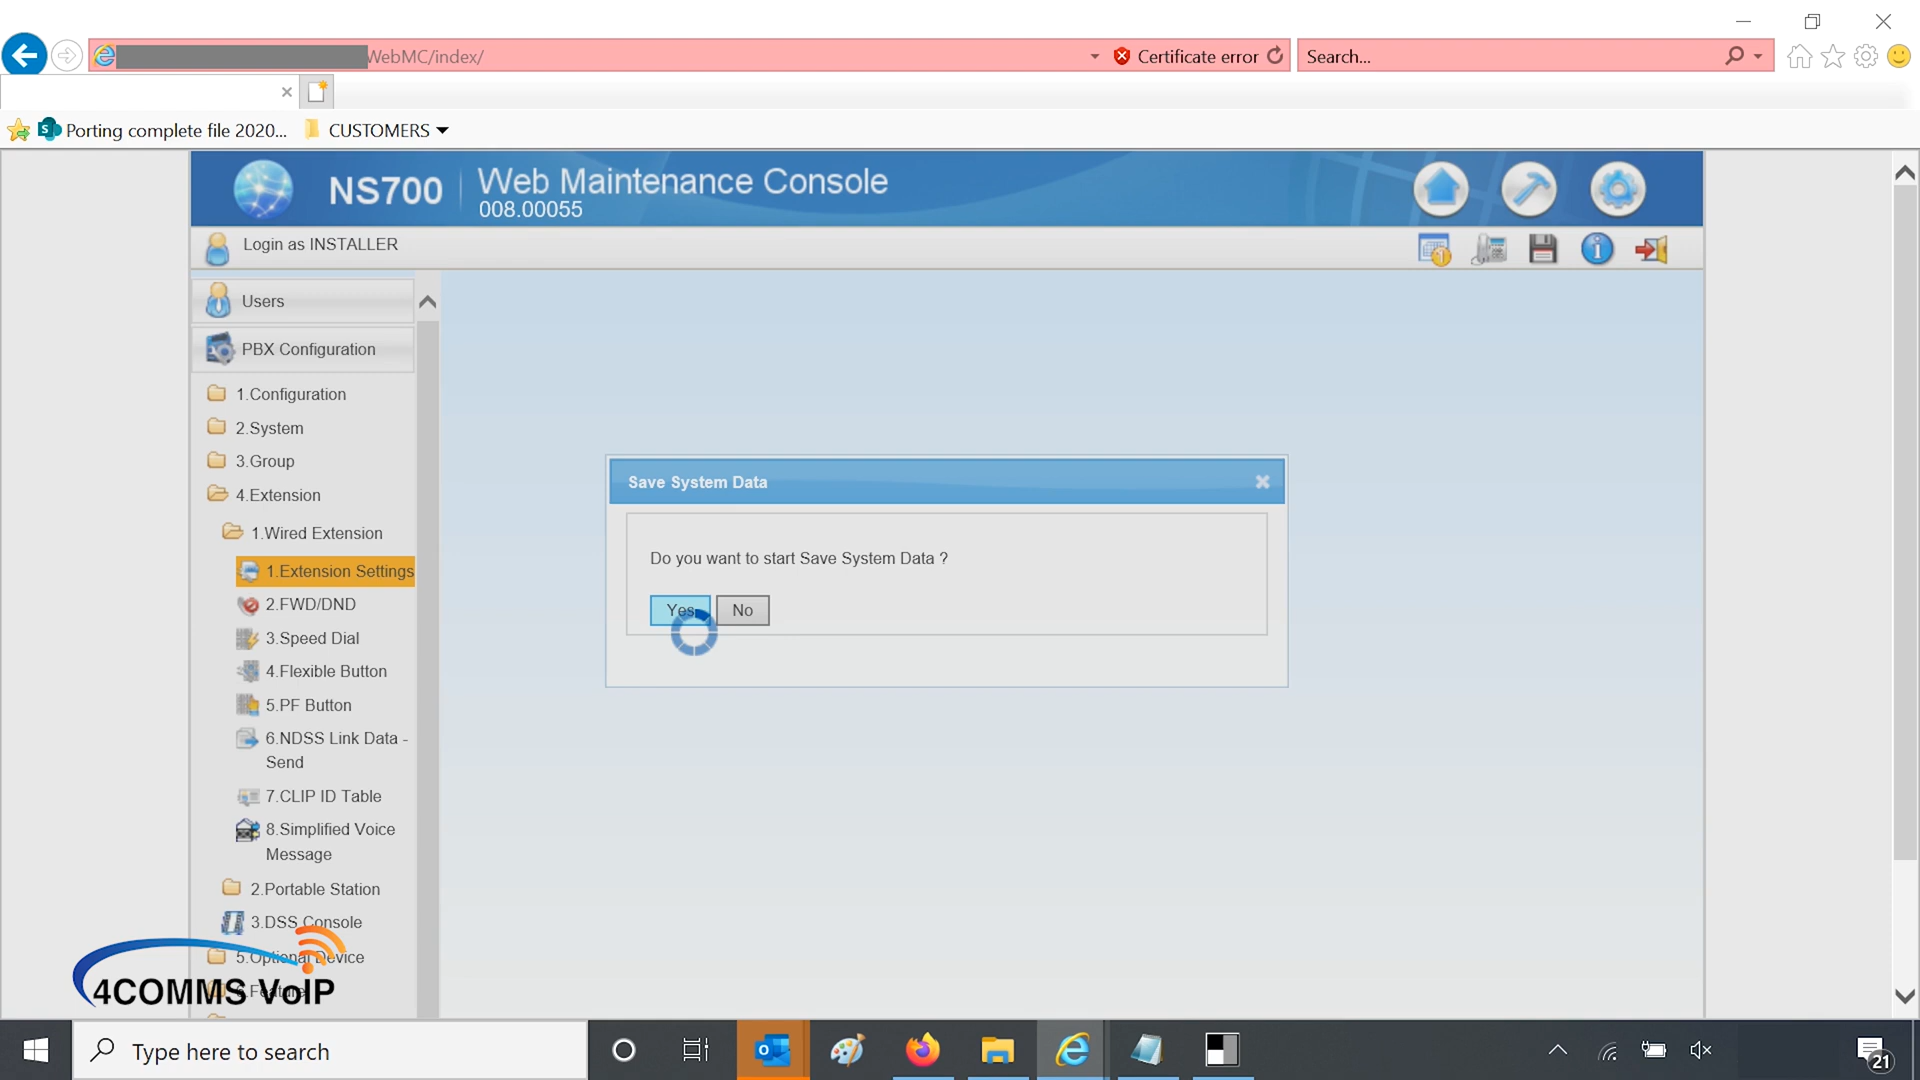 WebMC/index/
Certificate error
Search...
Porting complete file 2020...
CUSTOMERS
NS700
Web Maintenance Console
008.00055
Login as INSTALLER
Users
PBX Configuration
1.Configuration
2.System
3.Group
4.Extension
1.Wired Extension
1.Extension Settings
2.FWD/DND
3.Speed Dial
4.Flexible Button
5.PF Button
6.NDSS Link Data -
Send
7.CLIP ID Table
8.Simplified Voice
Message
2.Portable Station
3.DSS Console
5.Optional Device
4COMMS VoIP
Save System Data
Do you want to start Save System Data ?
Yes
No
Type here to search
21